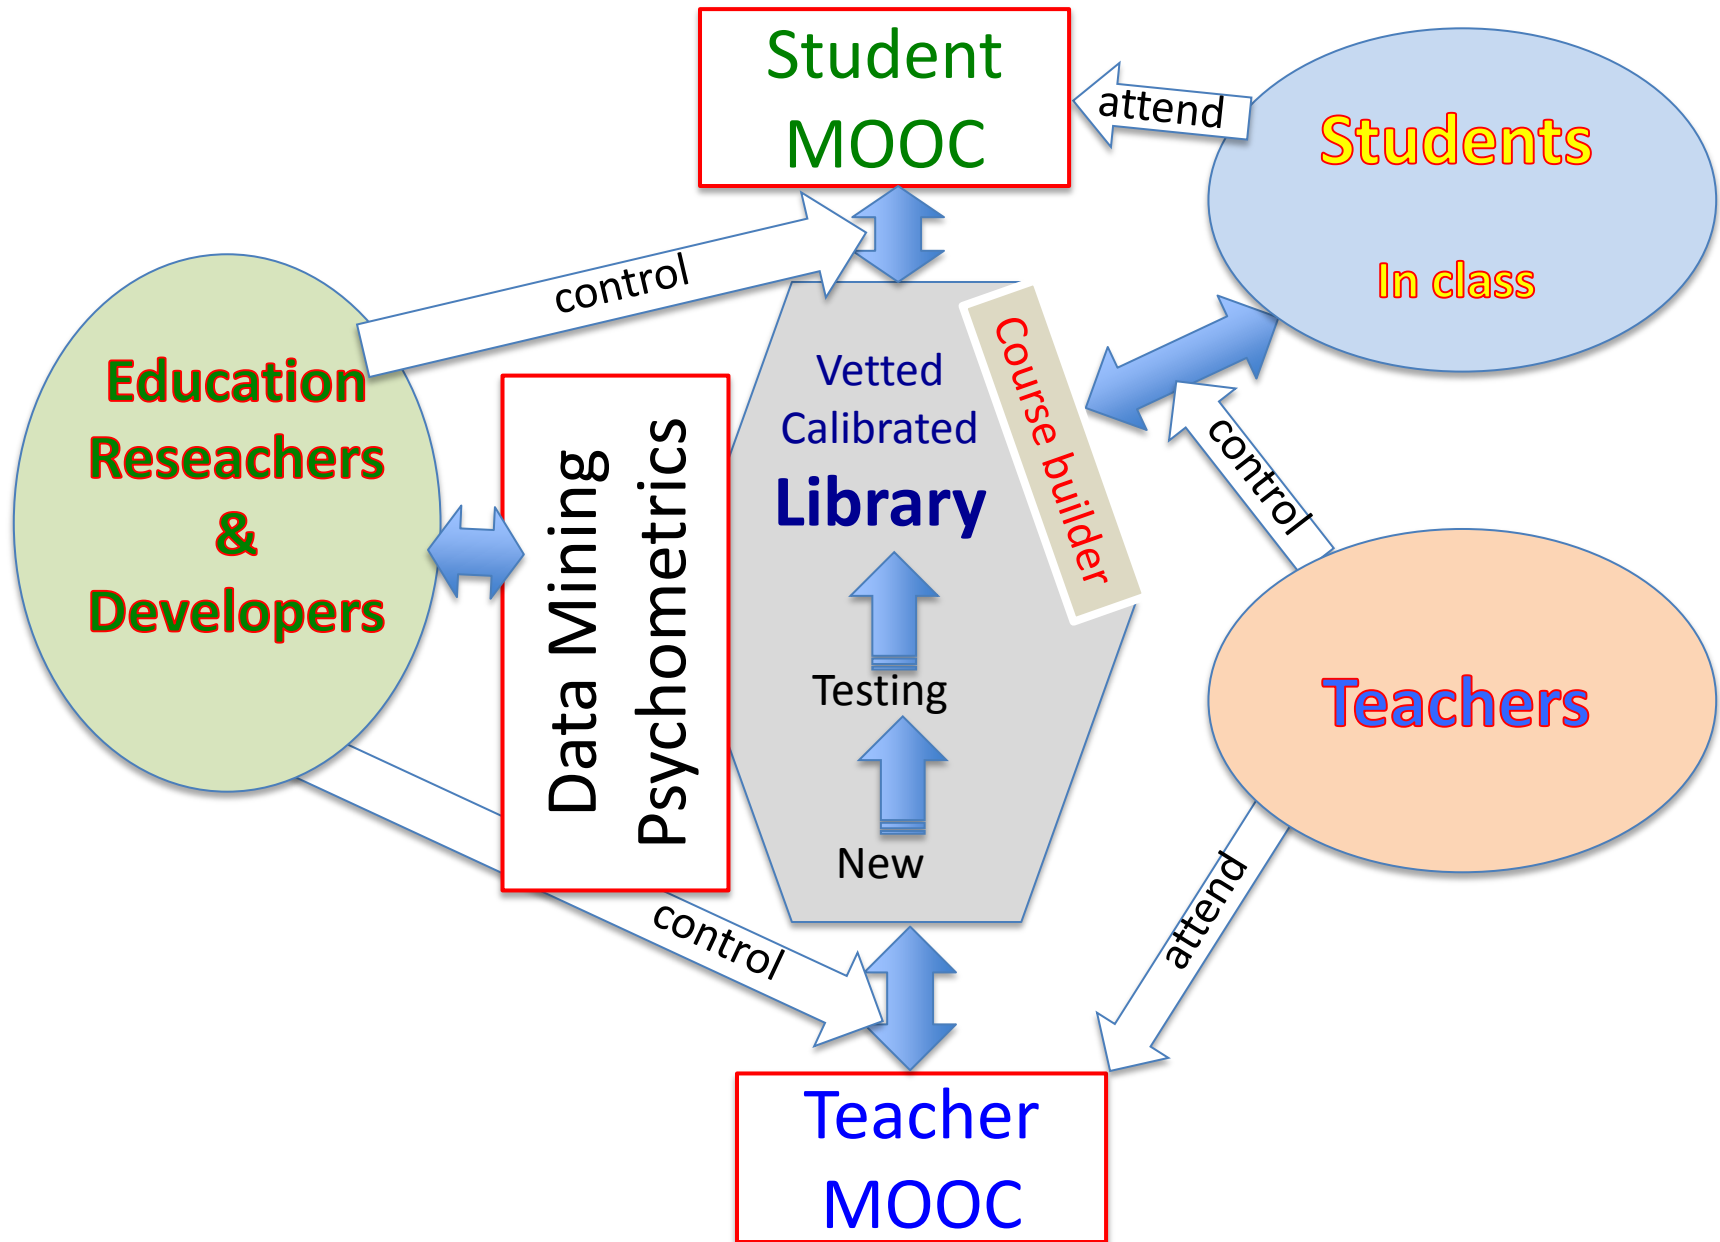 Student
MOOC
attend
Students
In class
control
Education
Reseachers
&
Developers
Data Mining
Psychometrics
Vetted
Calibrated
Library
Course builder
Testing
New
control
Teachers
control
attend
Teacher
MOOC